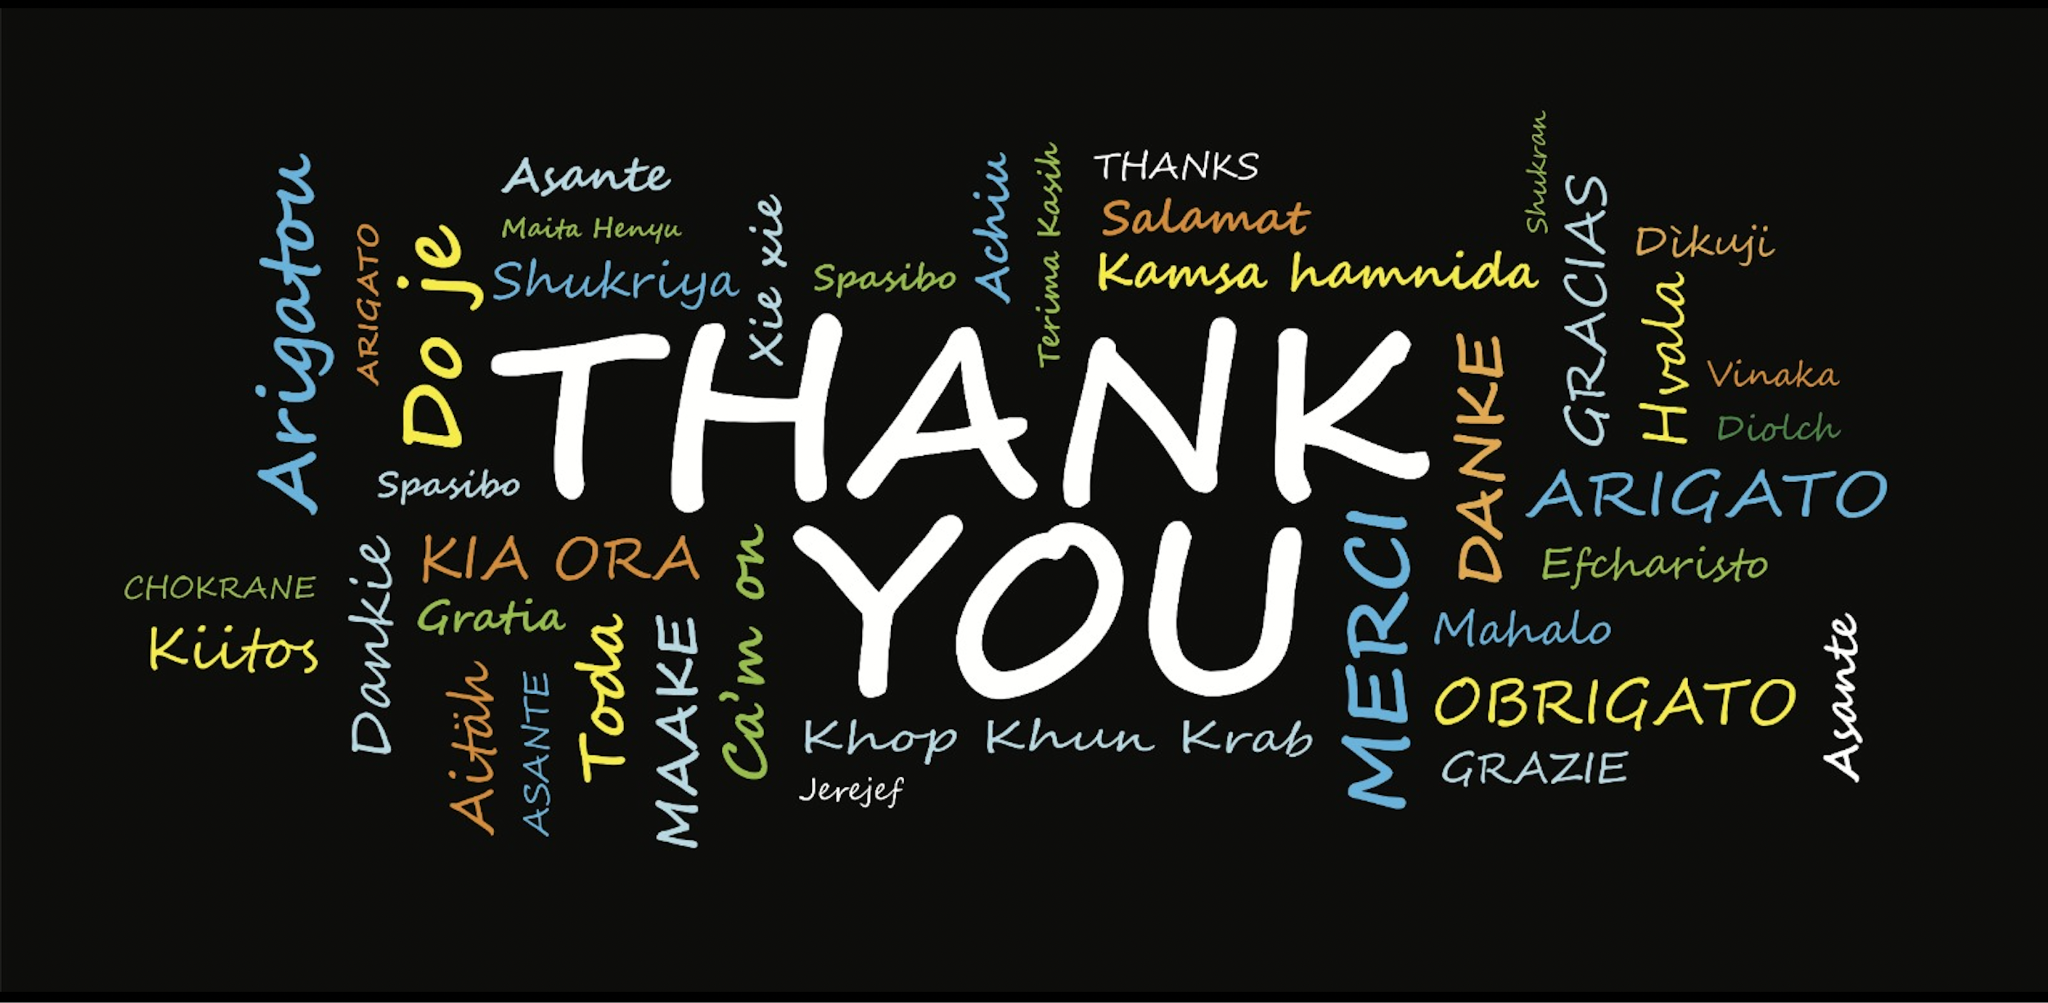 Arigatou
ARIGATO
Do je
Asante
Maita Henyu
Shukriya
Xie xie
Spasibo
Achiu
Terima Kasih
THANKS
Salamat
Kamsa hamnida
Shukran
GRACIAS
Dìkuji
Hvala
Vinaka
Diolch
THANK
YOU
Spasibo
DANKE
ARIGATO
Efcharisto
CHOKRANE
Kiitos
Dankie
KIA ORA
Gratia
Aitäh
ASANTE
Toda
MAAKE
Ca'm on
Khop Khun Krab
Jerejef
MERCI
Mahalo
OBRIGATO
GRAZIE
Asante